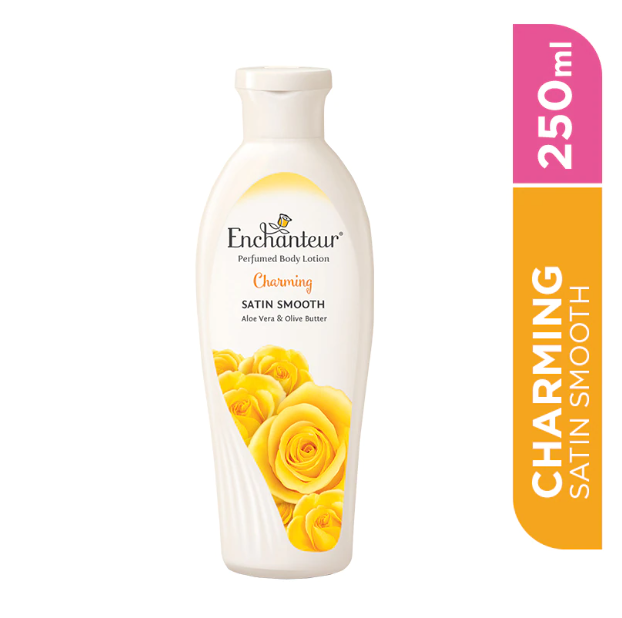 Enchanteur®
Perfumed Body Lotion
Charming
SATIN SMOOTH
Aloe Vera & Olive Butter
250ml
CHARMING
SATIN SMOOTH